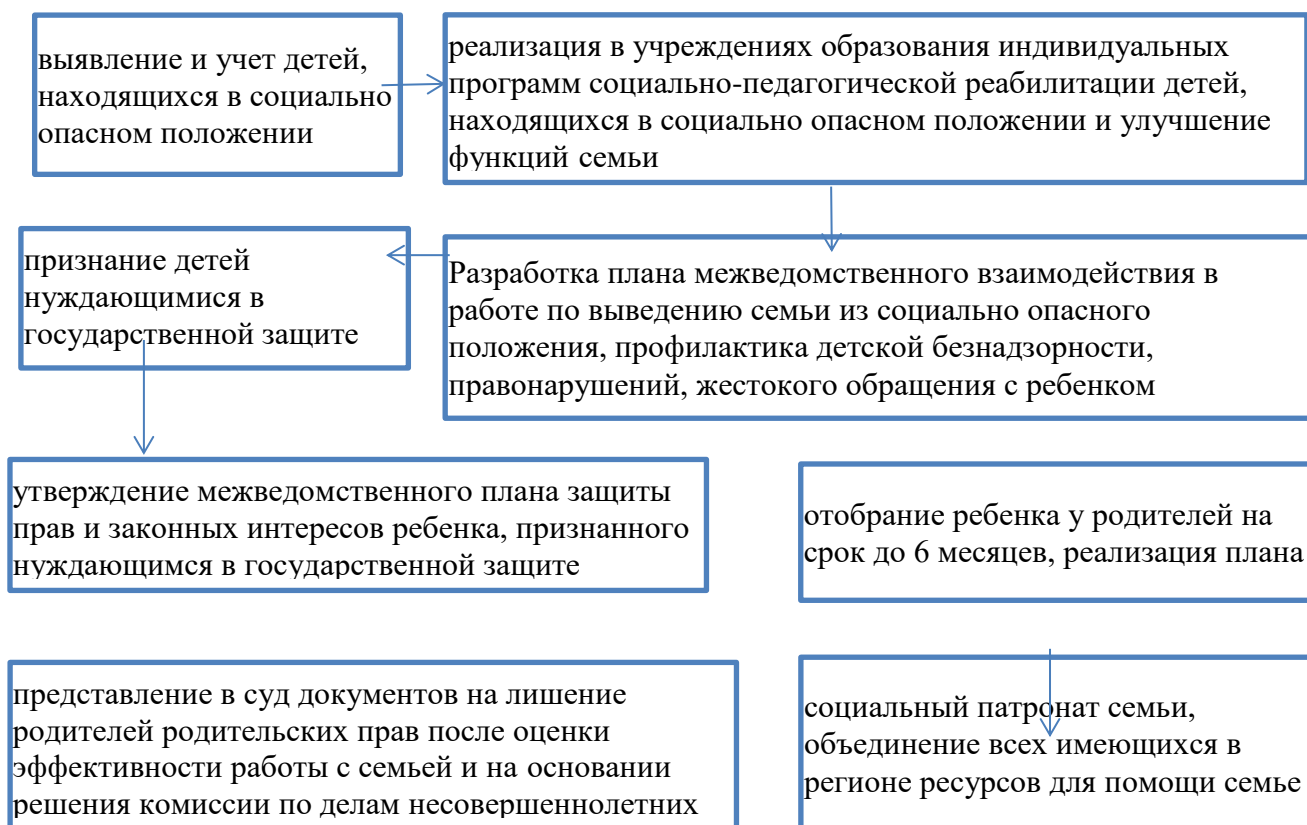 выявление и учет детей,
находящихся в социально
опасном положении
реализация в учреждениях образования индивидуальных
программ социально-педагогической реабилитации детей,
находящихся в социально опасном положении и улучшение
функций семьи
признание детей
нуждающимися в
государственной защите
Разработка плана межведомственного взаимодействия в
работе по выведению семьи из социально опасного
положения, профилактика детской безнадзорности,
правонарушений, жестокого обращения с ребенком
утверждение межведомственного плана защиты
прав и законных интересов ребенка, признанного
нуждающимся в государственной защите
отобрание ребенка у родителей на
срок до 6 месяцев, реализация плана
представление в суд документов на лишение
родителей родительских прав после оценки
эффективности работы с семьей и на основании
решения комиссии по делам несовершеннолетних
социальный патронат семьи,
объединение всех имеющихся в
регионе ресурсов для помощи семье